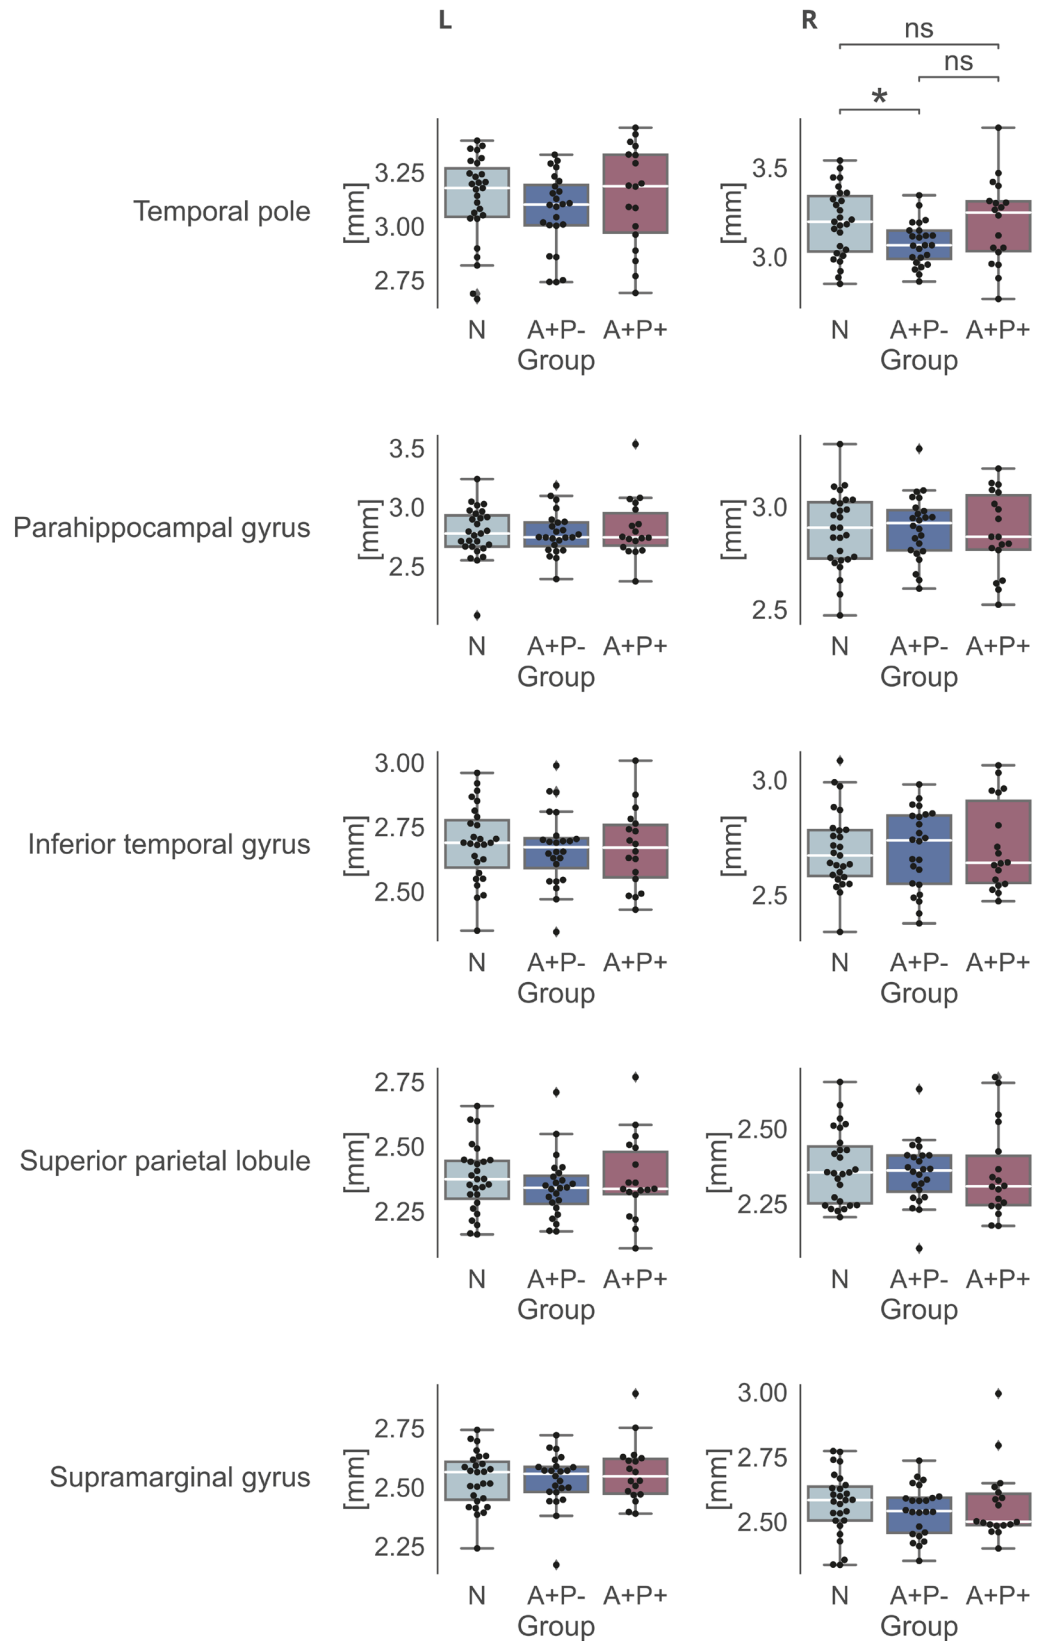 L R
ns
ns
*
Temporal pole
[mm] 3.25 3.00 2.75
[mm] 3.5 3.0
N A+P- A+P+ N A+P- A+P+
Group Group
Parahippocampal gyrus
[mm] 3.5 3.0 2.5
[mm] 3.0 2.5
N A+P- A+P+ N A+P- A+P+
Group Group
Inferior temporal gyrus
[mm] 3.00 2.75 2.50
[mm] 3.0 2.5
N A+P- A+P+ N A+P- A+P+
Group Group
Superior parietal lobule
[mm] 2.75 2.50 2.25
[mm] 2.50 2.25
N A+P- A+P+ N A+P- A+P+
Group Group
Supramarginal gyrus
[mm] 2.75 2.50 2.25
[mm] 3.00 2.75 2.50
N A+P- A+P+ N A+P- A+P+
Group Group